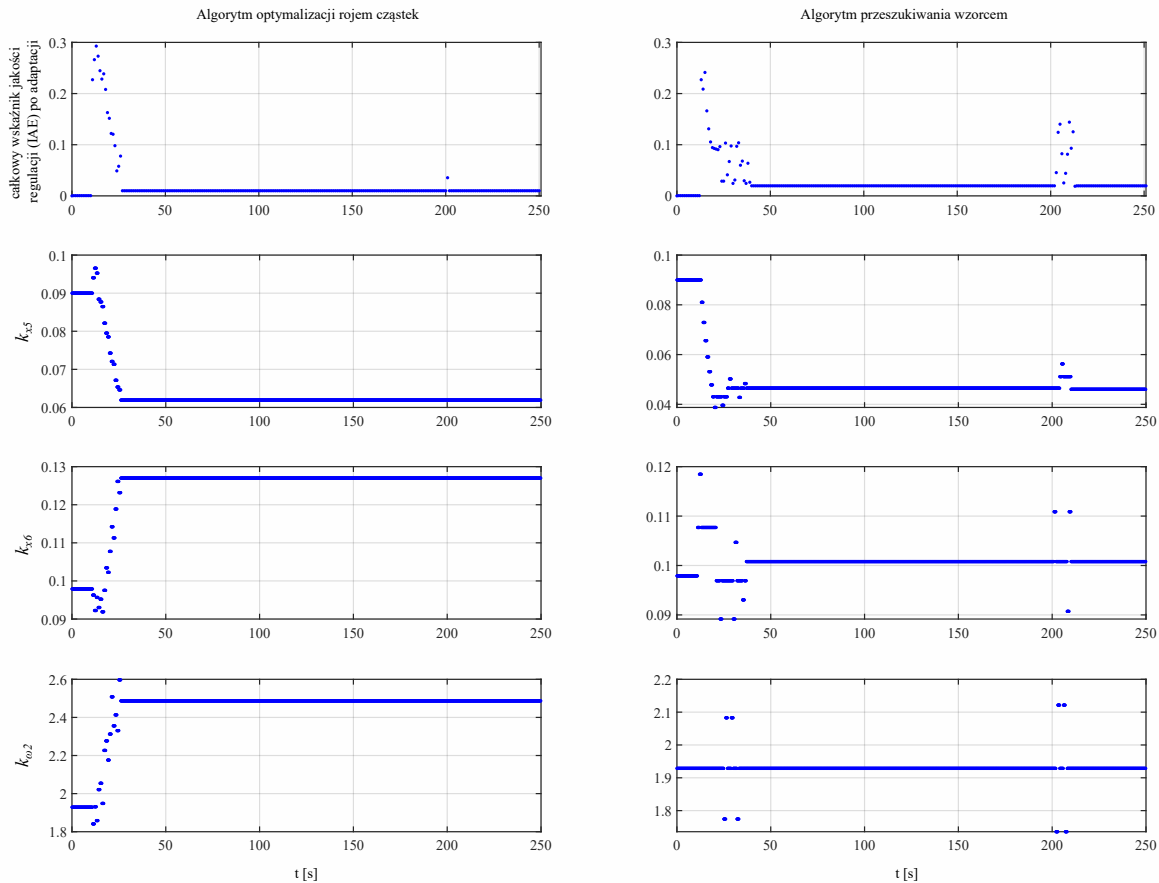 Algorytm optymalizacji rojem cząstek
Algorytm przeszukiwania wzorcem
całkowy wskaźnik jakości
regulacji (IAE) po adaptacji
0.3
0.2
0.1
0
0 50 100 150 200 250
0.3
0.2
0.1
0
0 50 100 150 200 250
k_{x5}
0.1
0.09
0.08
0.07
0.06
0 50 100 150 200 250
0.1
0.08
0.06
0.04
0 50 100 150 200 250
k_{x6}
0.13
0.12
0.11
0.1
0.09
0 50 100 150 200 250
0.12
0.11
0.1
0.09
0 50 100 150 200 250
k_{ω2}
2.6
2.4
2.2
2
1.8
0 50 100 150 200 250
t [s]
2.2
2.1
2
1.9
1.8
0 50 100 150 200 250
t [s]